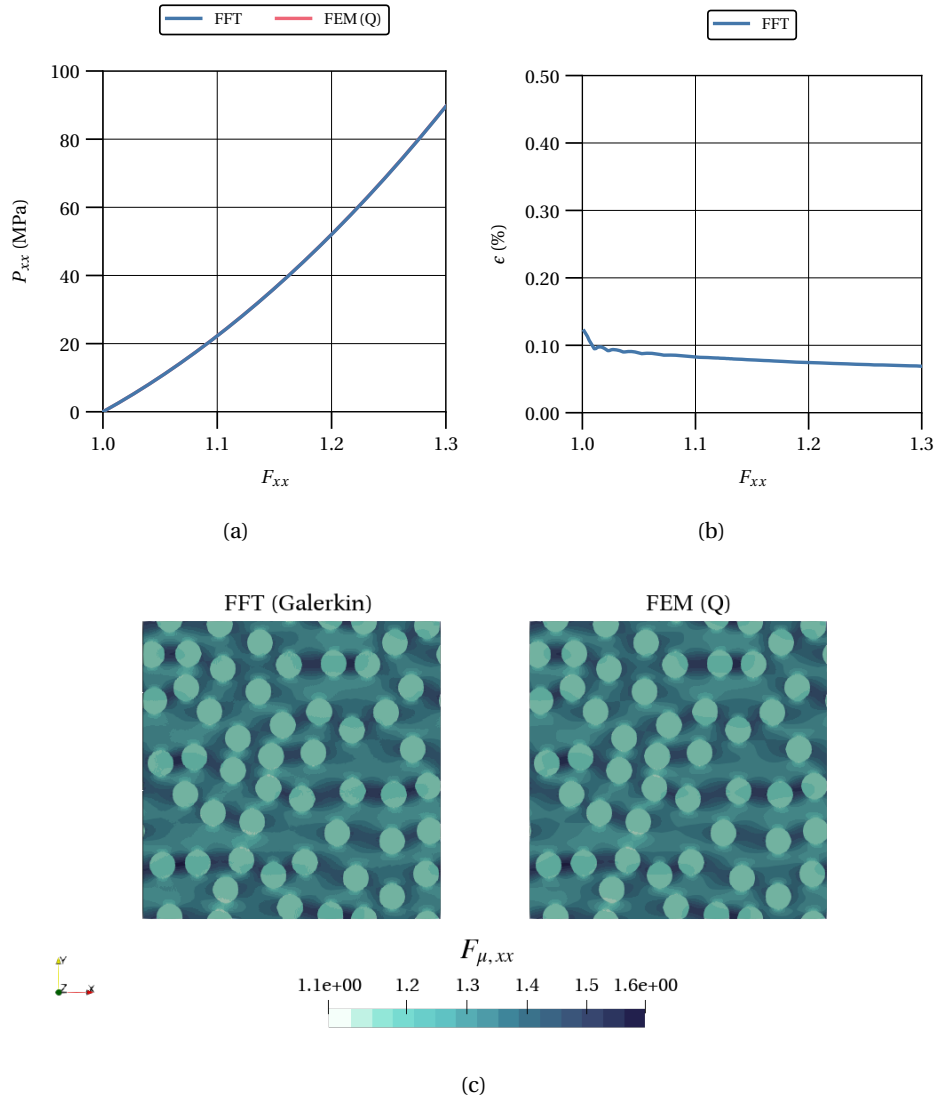 FFT FEM (Q)
100
80
60
40
20
0
P_xx (MPa)
1.0 1.1 1.2 1.3
F_xx
(a)
FFT
0.50
0.40
0.30
0.20
0.10
0.00
ϵ (%)
1.0 1.1 1.2 1.3
F_xx
(b)
FFT (Galerkin) FEM (Q)
Y
Z X
F_μ,xx
1.1e+00 1.2 1.3 1.4 1.5 1.6e+00
(c)